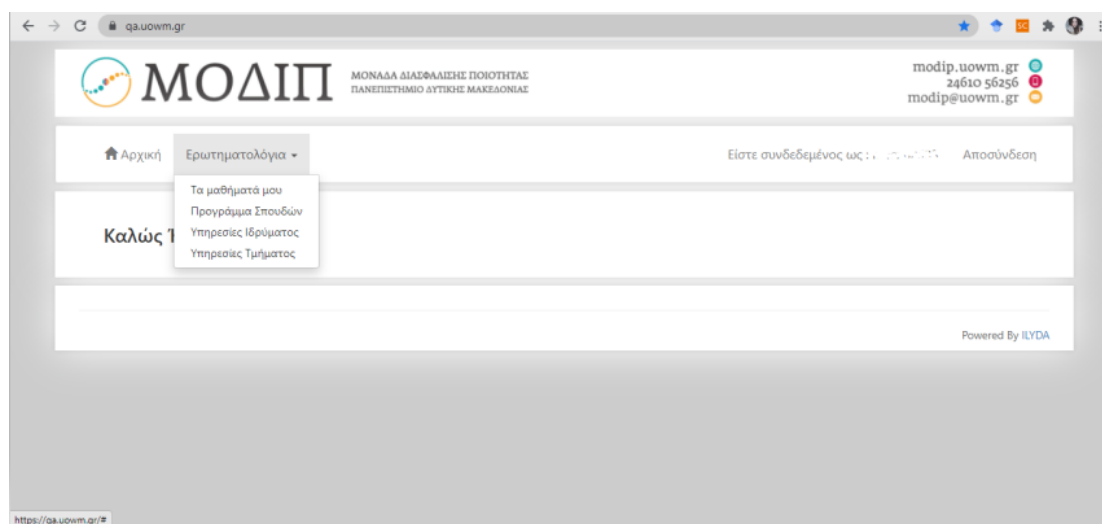 qa.uowm.gr
SC
ΜΟΔΙΠ
ΜΟΝΑΔΑ ΔΙΑΣΦΑΛΙΣΗΣ ΠΟΙΟΤΗΤΑΣ
ΠΑΝΕΠΙΣΤΗΜΙΟ ΔΥΤΙΚΗΣ ΜΑΚΕΔΟΝΙΑΣ
modip.uowm.gr
24610 56256
modip@uowm.gr
Αρχική Ερωτηματολόγια Είστε συνδεδεμένος ως : Αποσύνδεση
Τα μαθήματά μου
Προγράμμα Σπουδών
Υπηρεσίες Ιδρύματος
Υπηρεσίες Τμήματος
Καλώς
Powered By ILYDA
https://qa.uowm.gr/#